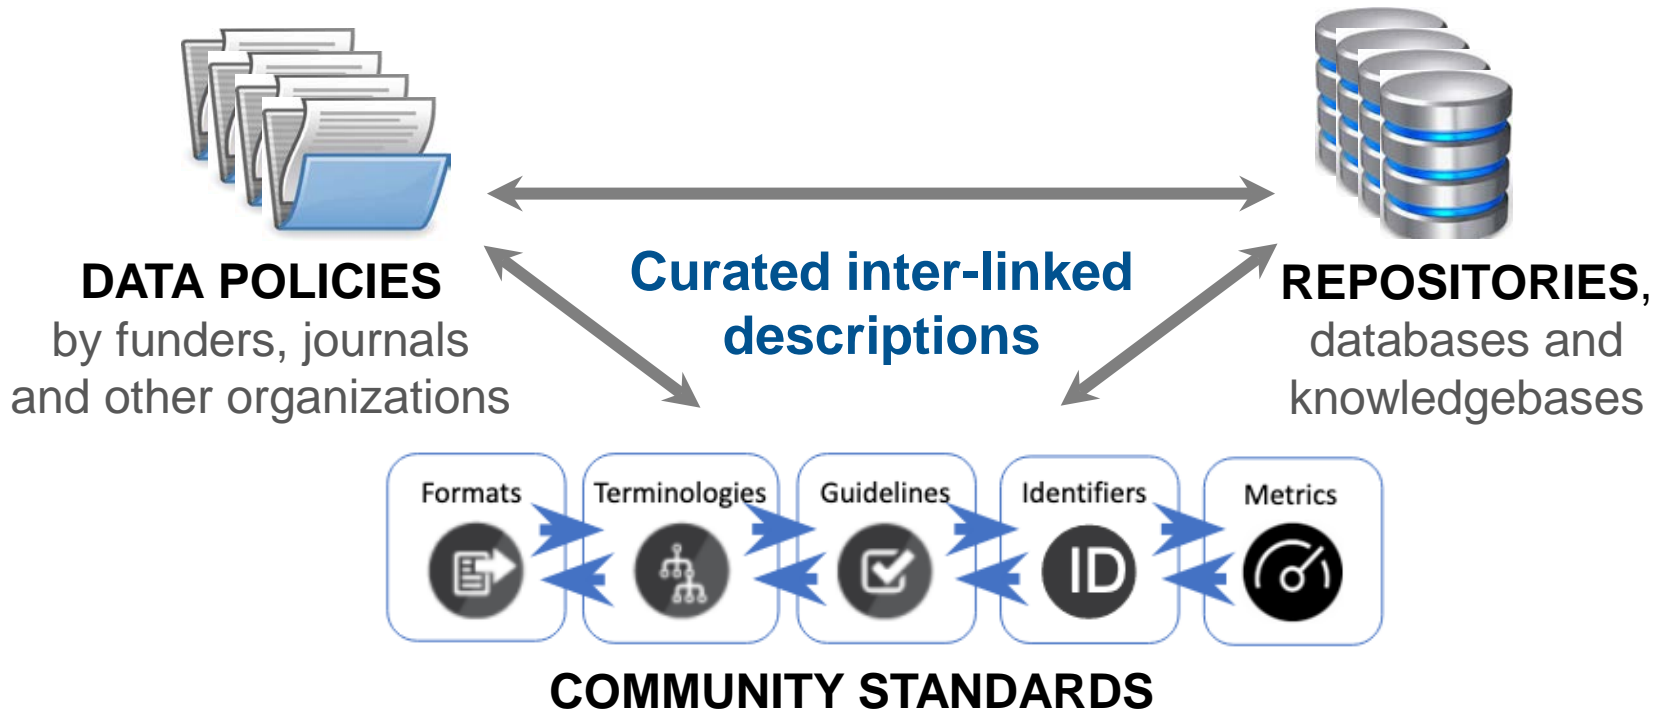 DATA POLICIES
by funders, journals
and other organizations
Curated inter-linked
descriptions
REPOSITORIES,
databases and
knowledgebases
Formats
Terminologies
Guidelines
Identifiers
Metrics
ID
COMMUNITY STANDARDS